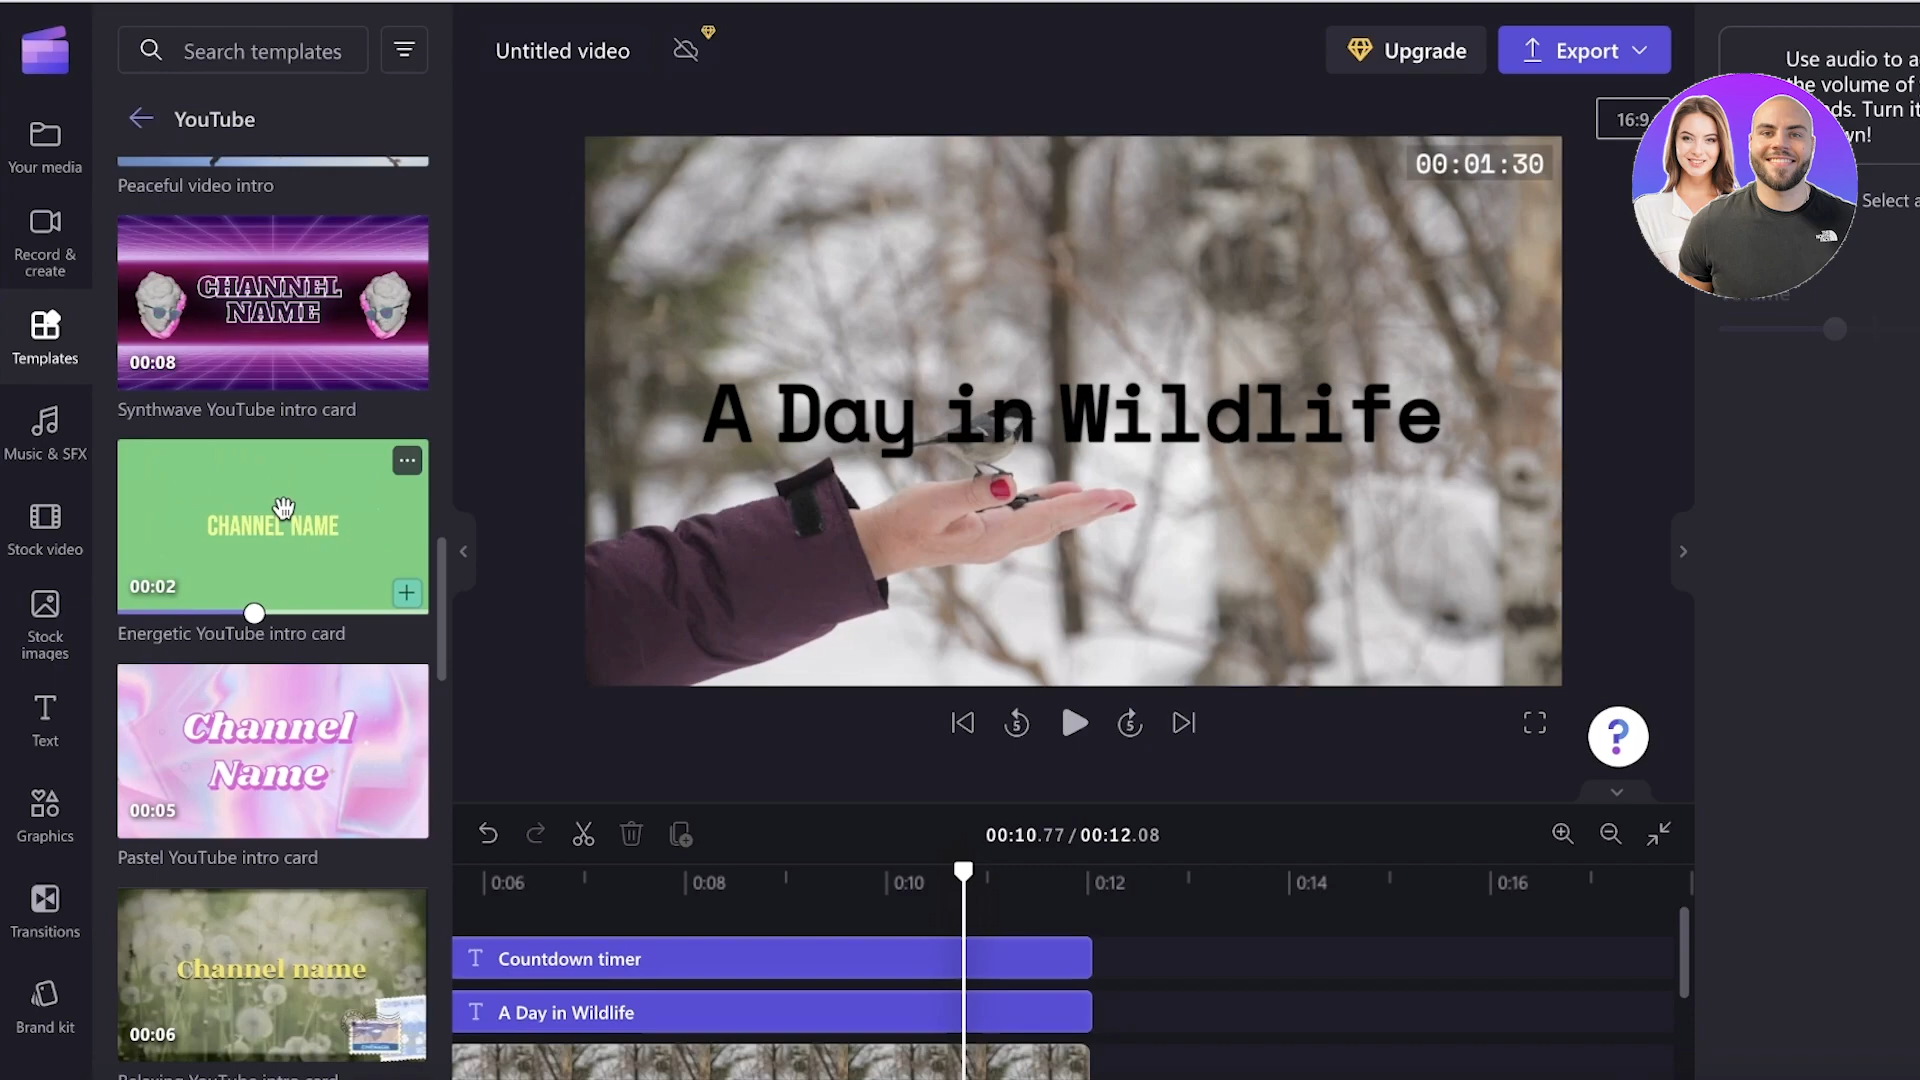 Search templates
Untitled video
Upgrade
Export
Use audio to a
the volume of
ds. Turn it
wn!
16:9
Select a
YouTube
Your media
Record &
create
Templates
Music & SFX
Stock video
Stock
images
Text
Graphics
Transitions
Brand kit
Peaceful video intro
CHANNEL
NAME
00:08
Synthwave YouTube intro card
CHANNEL NAME
00:02
Energetic YouTube intro card
Channel
Name
00:05
Pastel YouTube intro card
Channel name
00:06
00:01:30
A Day in Wildlife
5
5
?
00:10.77 / 00:12.08
0:06
0:08
0:10
0:12
0:14
0:16
T Countdown timer
T A Day in Wildlife